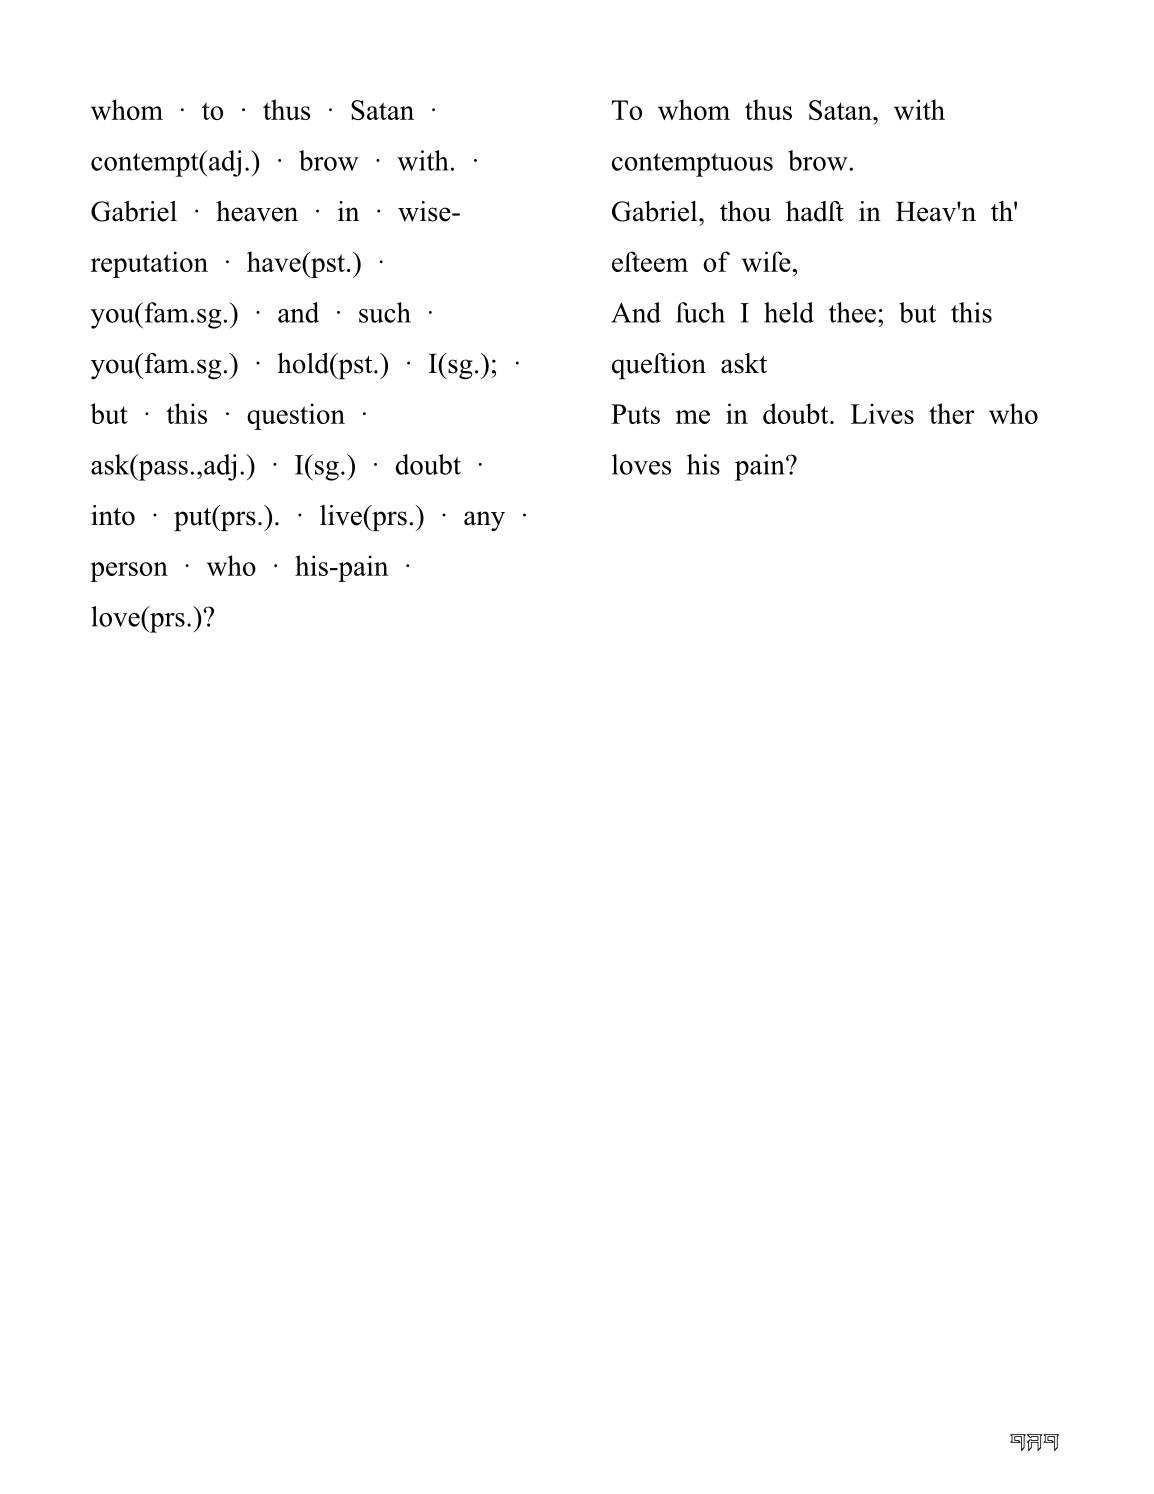 whom · to · thus · Satan ·
contempt(adj.) · brow · with. ·
Gabriel · heaven · in · wise-
reputation · have(pst.) ·
you(fam.sg.) · and · such ·
you(fam.sg.) · hold(pst.) · I(sg.); ·
but · this · question ·
ask(pass.,adj.) · I(sg.) · doubt ·
into · put(prs.). · live(prs.) · any ·
person · who · his-pain ·
love(prs.)?
To whom thus Satan, with
contemptuous brow.
Gabriel, thou hadſt in Heav'n th'
eſteem of wiſe,
And ſuch I held thee; but this
queſtion askt
Puts me in doubt. Lives ther who
loves his pain?